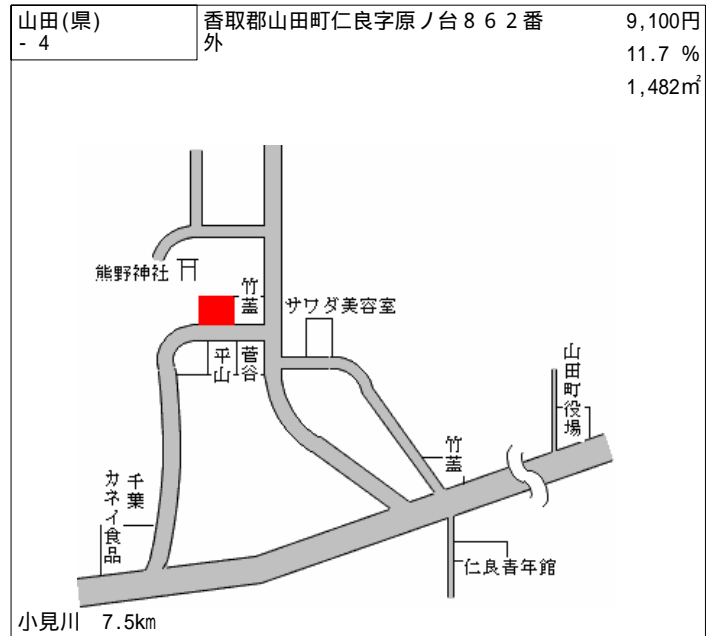 山田(県)
- 4
香取郡山田町仁良字原ノ台８６２番
外
9,100円
11.7 %
1,482㎡
熊野神社
竹蓋
サワダ美容室
平山
菅谷
山田町役場
竹蓋
千葉
カネイ食品
仁良青年館
小見川 7.5km